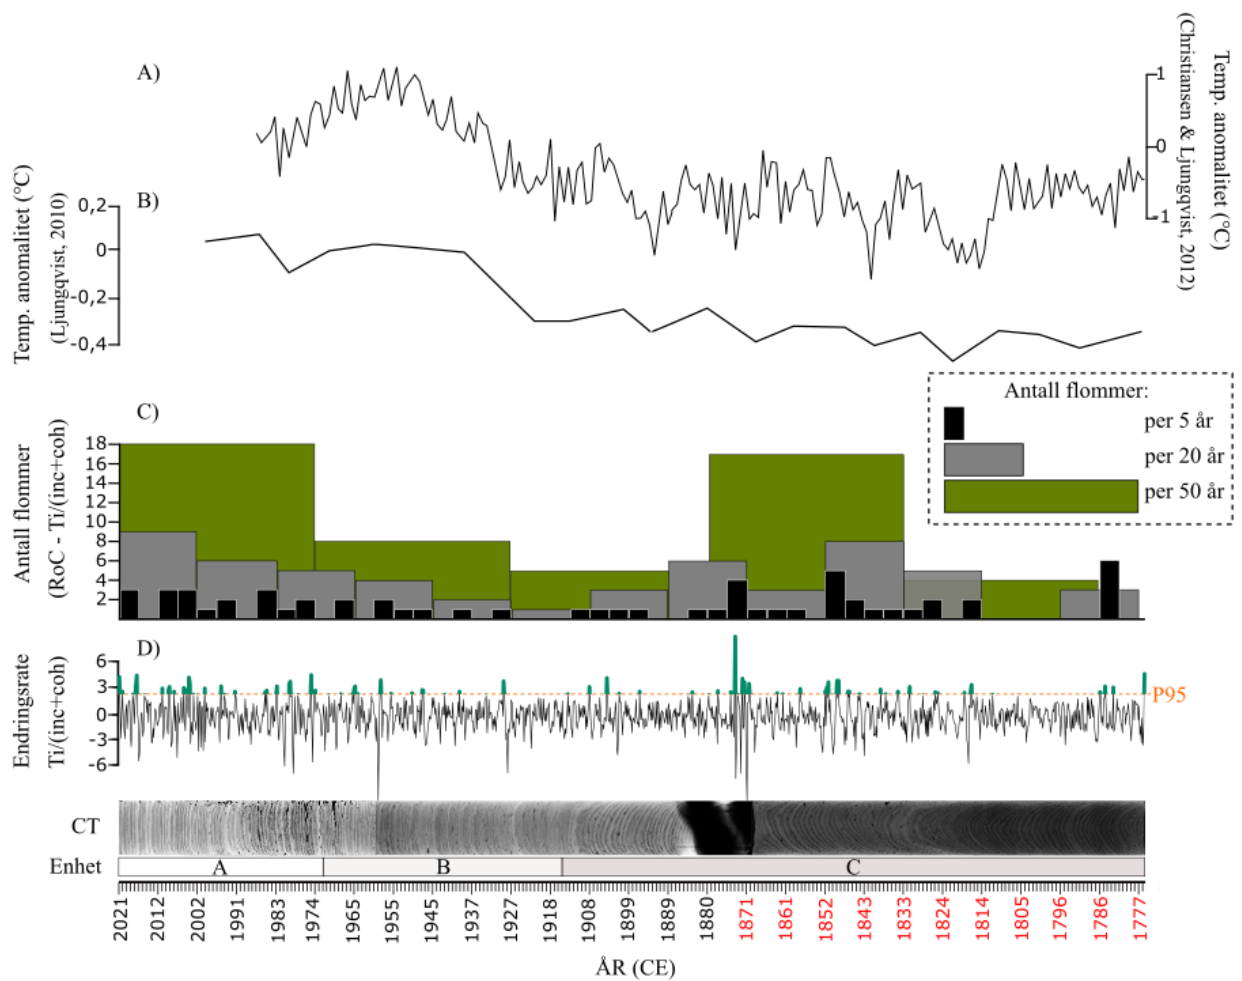 A)
1
0
-1
Temp. anomalitet (°C)
(Christiansen & Ljungqvist, 2012)
B)
0,2
0
-0,2
-0,4
Temp. anomalitet (°C)
(Ljungqvist, 2010)
Antall flommer:
per 5 år
per 20 år
per 50 år
C)
18
16
14
12
10
8
6
4
2
Antall flommer
(RoC - Ti/(inc+coh)
D)
6
3
0
-3
-6
Endringsrate
Ti/(inc+coh)
P95
CT
Enhet
A
B
C
2021 2012 2002 1991 1983 1974 1965 1955 1945 1937 1927 1918 1908 1899 1889 1880 1871 1861 1852 1843 1833 1824 1814 1805 1796 1786 1777
ÅR (CE)